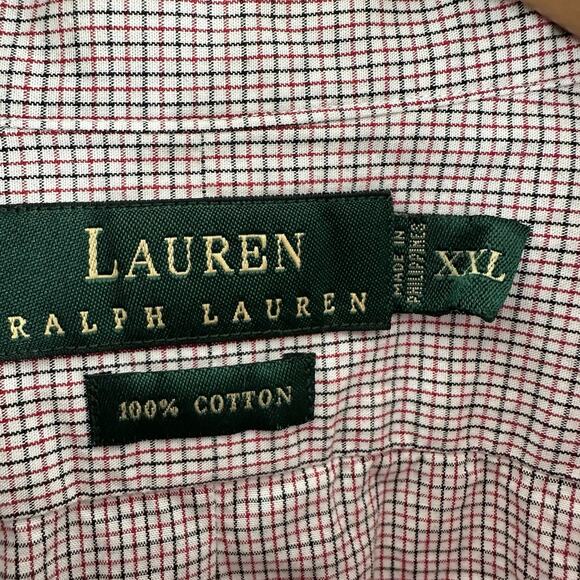 LAUREN
RALPH LAUREN
MADE IN
PHILIPPINES
XXL
100% COTTON